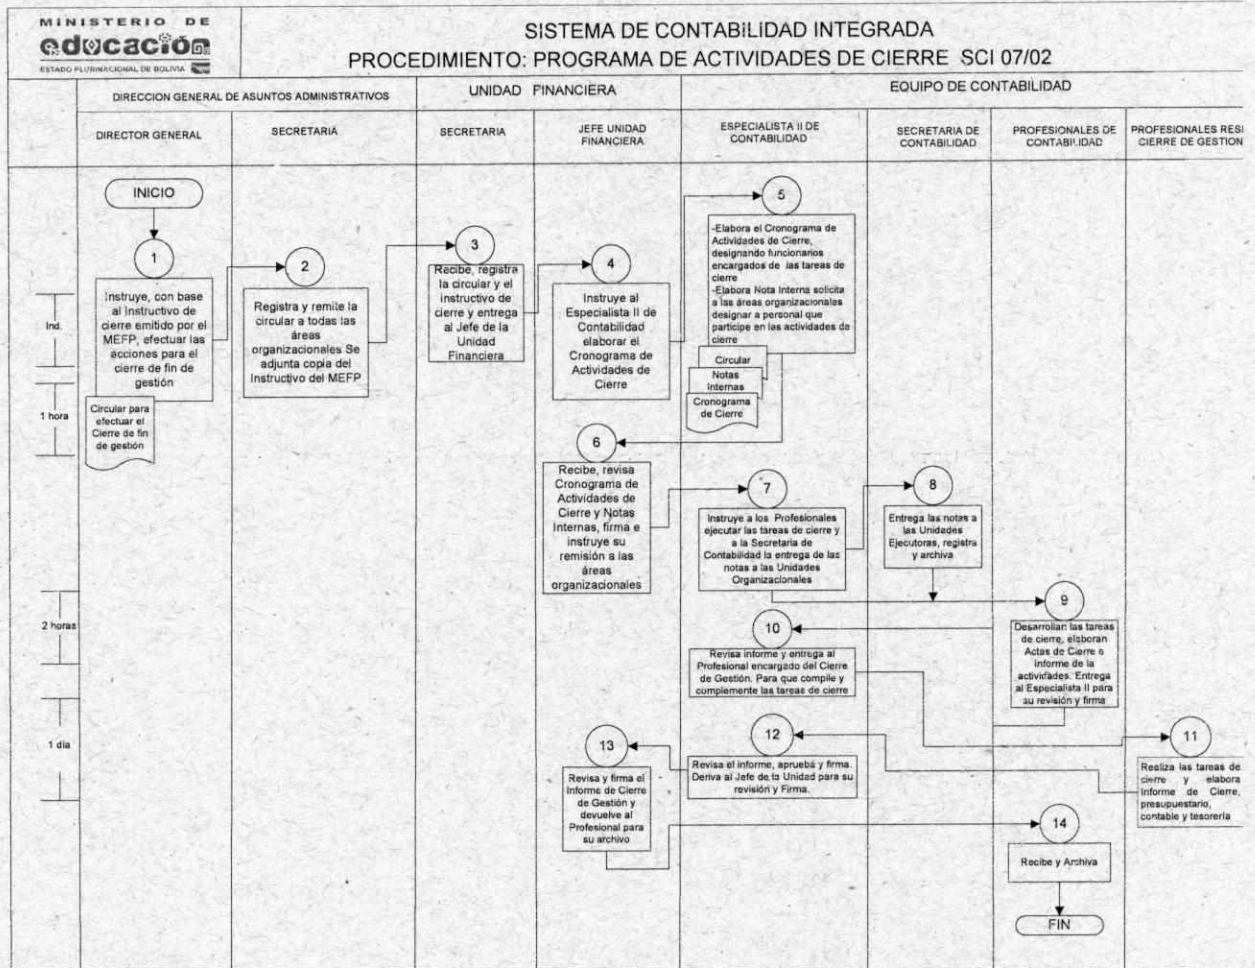 MINISTERIO DE
educación
ESTADO PLURINACIONAL DE BOLIVIA
SISTEMA DE CONTABILIDAD INTEGRADA
PROCEDIMIENTO: PROGRAMA DE ACTIVIDADES DE CIERRE SCI 07/02
DIRECCION GENERAL DE ASUNTOS ADMINISTRATIVOS
UNIDAD FINANCIERA
EQUIPO DE CONTABILIDAD
DIRECTOR GENERAL
SECRETARIA
SECRETARIA
JEFE UNIDAD
FINANCIERA
ESPECIALISTA II DE
CONTABILIDAD
SECRETARIA DE
CONTABILIDAD
PROFESIONALES DE
CONTABILIDAD
PROFESIONALES RES
CIERRE DE GESTION
INICIO
1
Instruye, con base
al Instructivo de
cierre emitido por el
MEFP, efectuar las
acciones para el
cierre de fin de
gestión
Circular para
efectuar el
Cierre de fin
de gestión
2
Registra y remite la
circular a todas las
áreas
organizacionales Se
adjunta copia del
Instructivo del MEFP
3
Recibe, registra
la circular y el
instructivo de
cierre y entrega
al Jefe de la
Unidad
Financiera
4
Instruye al
Especialista II de
Contabilidad
elaborar el
Cronograma de
Actividades de
Cierre
5
-Elabora el Cronograma de
Actividades de Cierre,
designando funcionarios
encargados de las tareas de
cierre
-Elabora Nota Interna solicita
a las áreas organizacionales
designar a personal que
participe en las actividades de
cierre
Circular
Notas
Internas
Cronograma
de Cierre
Ind.
1 hora
2 horas
1 día
6
Recibe, revisa
Cronograma de
Actividades de
Cierre y Notas
Internas, firma e
instruye su
remisión a las
áreas
organizacionales
7
Instruye a los Profesionales
ejecutar las tareas de cierre y
a la Secretaria de
Contabilidad la entrega de las
notas a las Unidades
Organizacionales
8
Entrega las notas a
las Unidades
Ejecutoras, registra
y archiva
9
Desarrollan las tareas
de cierre, elaboran
Actas de Cierre e
Informe de la
actividades. Entrega
al Especialista II para
su revisión y firma
10
Revisa informe y entrega al
Profesional encargado del Cierre
de Gestión. Para que compile y
complemente las tareas de cierre
11
Realiza las tareas de
cierre y elabora
Informe de Cierre,
presupuestario,
contable y tesorería
12
Revisa el informe, aprueba y firma.
Deriva al Jefe de la Unidad para su
revisión y Firma.
13
Revisa y firma el
Informe de Cierre
de Gestión y
devuelve al
Profesional para
su archivo
14
Recibe y Archiva
FIN